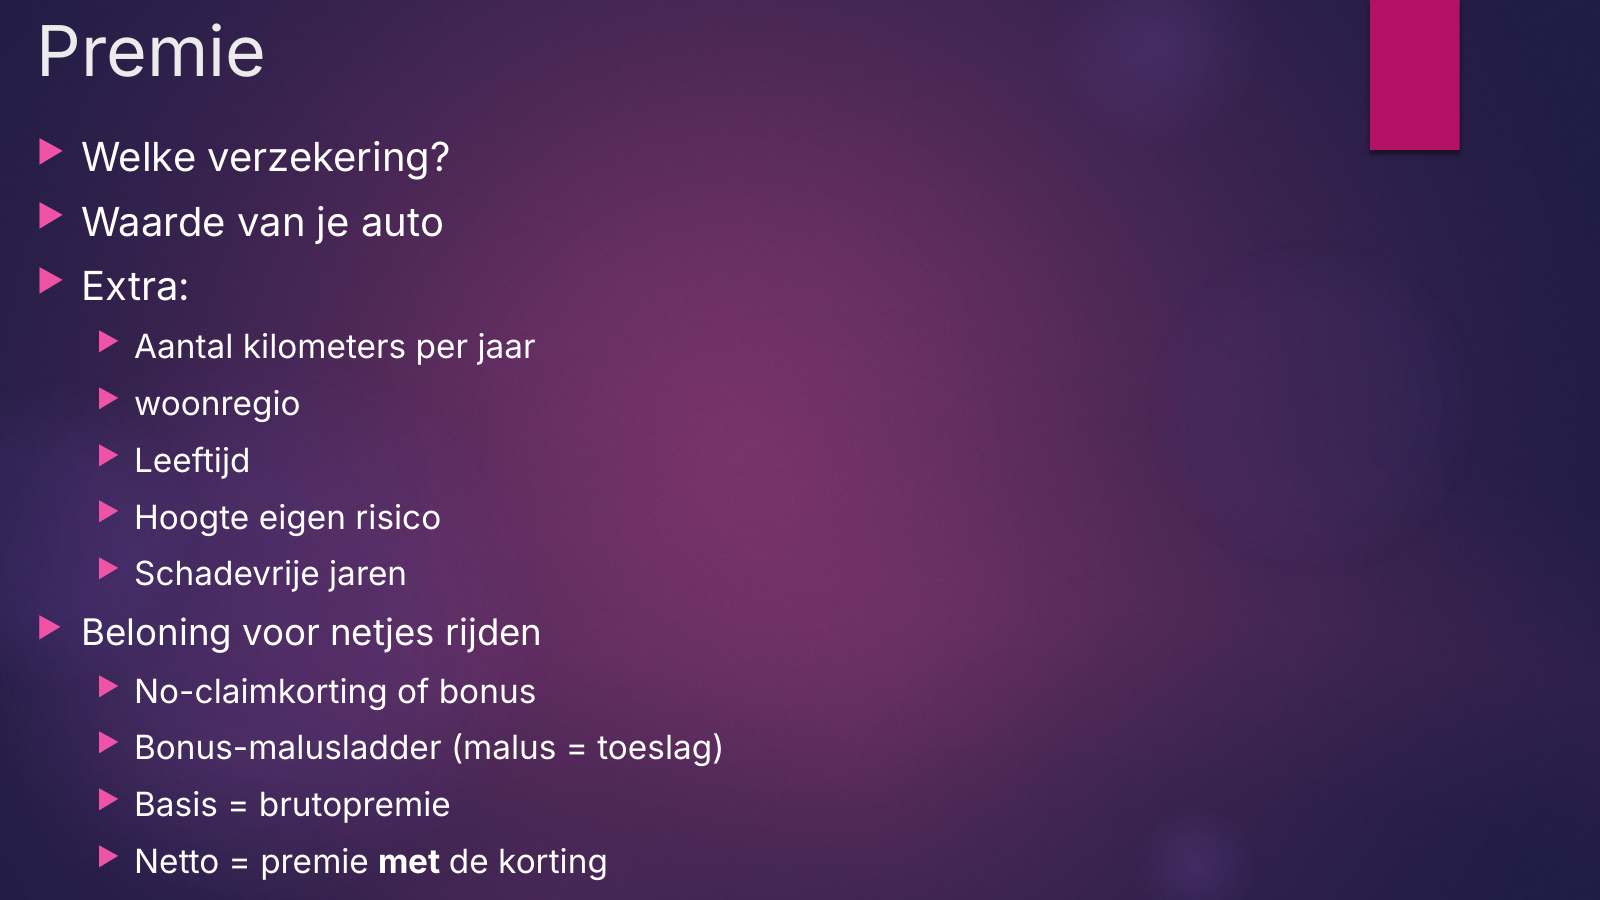 Premie
Welke verzekering?
Waarde van je auto
Extra:
Aantal kilometers per jaar
woonregio
Leeftijd
Hoogte eigen risico
Schadevrije jaren
Beloning voor netjes rijden
No-claimkorting of bonus
Bonus-malusladder (malus = toeslag)
Basis = brutopremie
Netto = premie met de korting